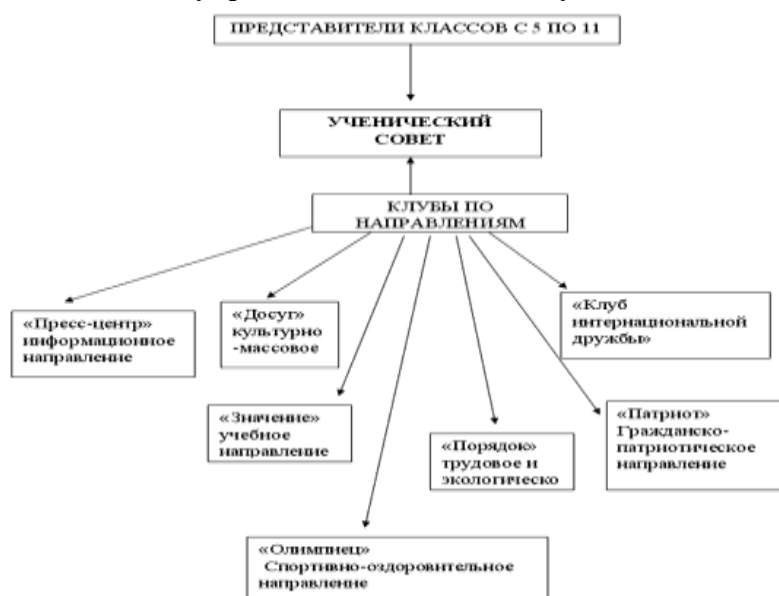 ПРЕДСТАВИТЕЛИ КЛАССОВ С 5 ПО 11
УЧЕНИЧЕСКИЙ
СОВЕТ
КЛУБЫ ПО
НАПРАВЛЕНИЯМ
«Пресс-центр»
информационное
направление
«Досуг»
культурно
-массовое
«Клуб
интернациональной
дружбы»
«Значение»
учебное
направление
«Порядок»
трудовое и
экологическо
«Патриот»
Гражданско-
патриотическое
направление
«Олимпиец»
Спортивно-оздоровительное
направление